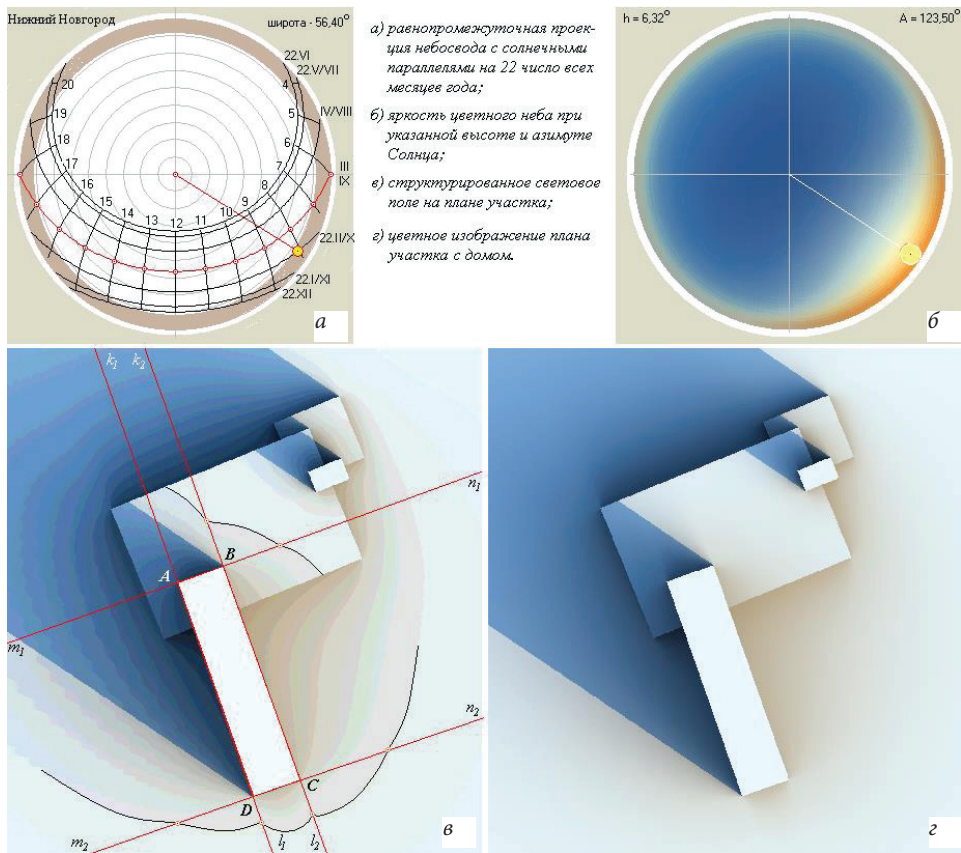 Нижний Новгород
широта - 56,40°
22.VI
22.V/VII
IV/VIII
III
IX
22.II/X
22.I/XI
22.XII
20
19
18
17
16
15
14
13
12
11
10
9
8
7
6
5
4
а
а) равнопромежуточная проек-
ция небосвода с солнечными
параллелями на 22 число всех
месяцев года;
б) яркость цветного неба при
указанной высоте и азимуте
Солнца;
в) структурированное световое
поле на плане участка;
г) цветное изображение плана
участка с домом.
h = 6,32°
A = 123,50°
б
k1
k2
n1
B
A
m1
n2
C
D
m2
l1
l2
в
г